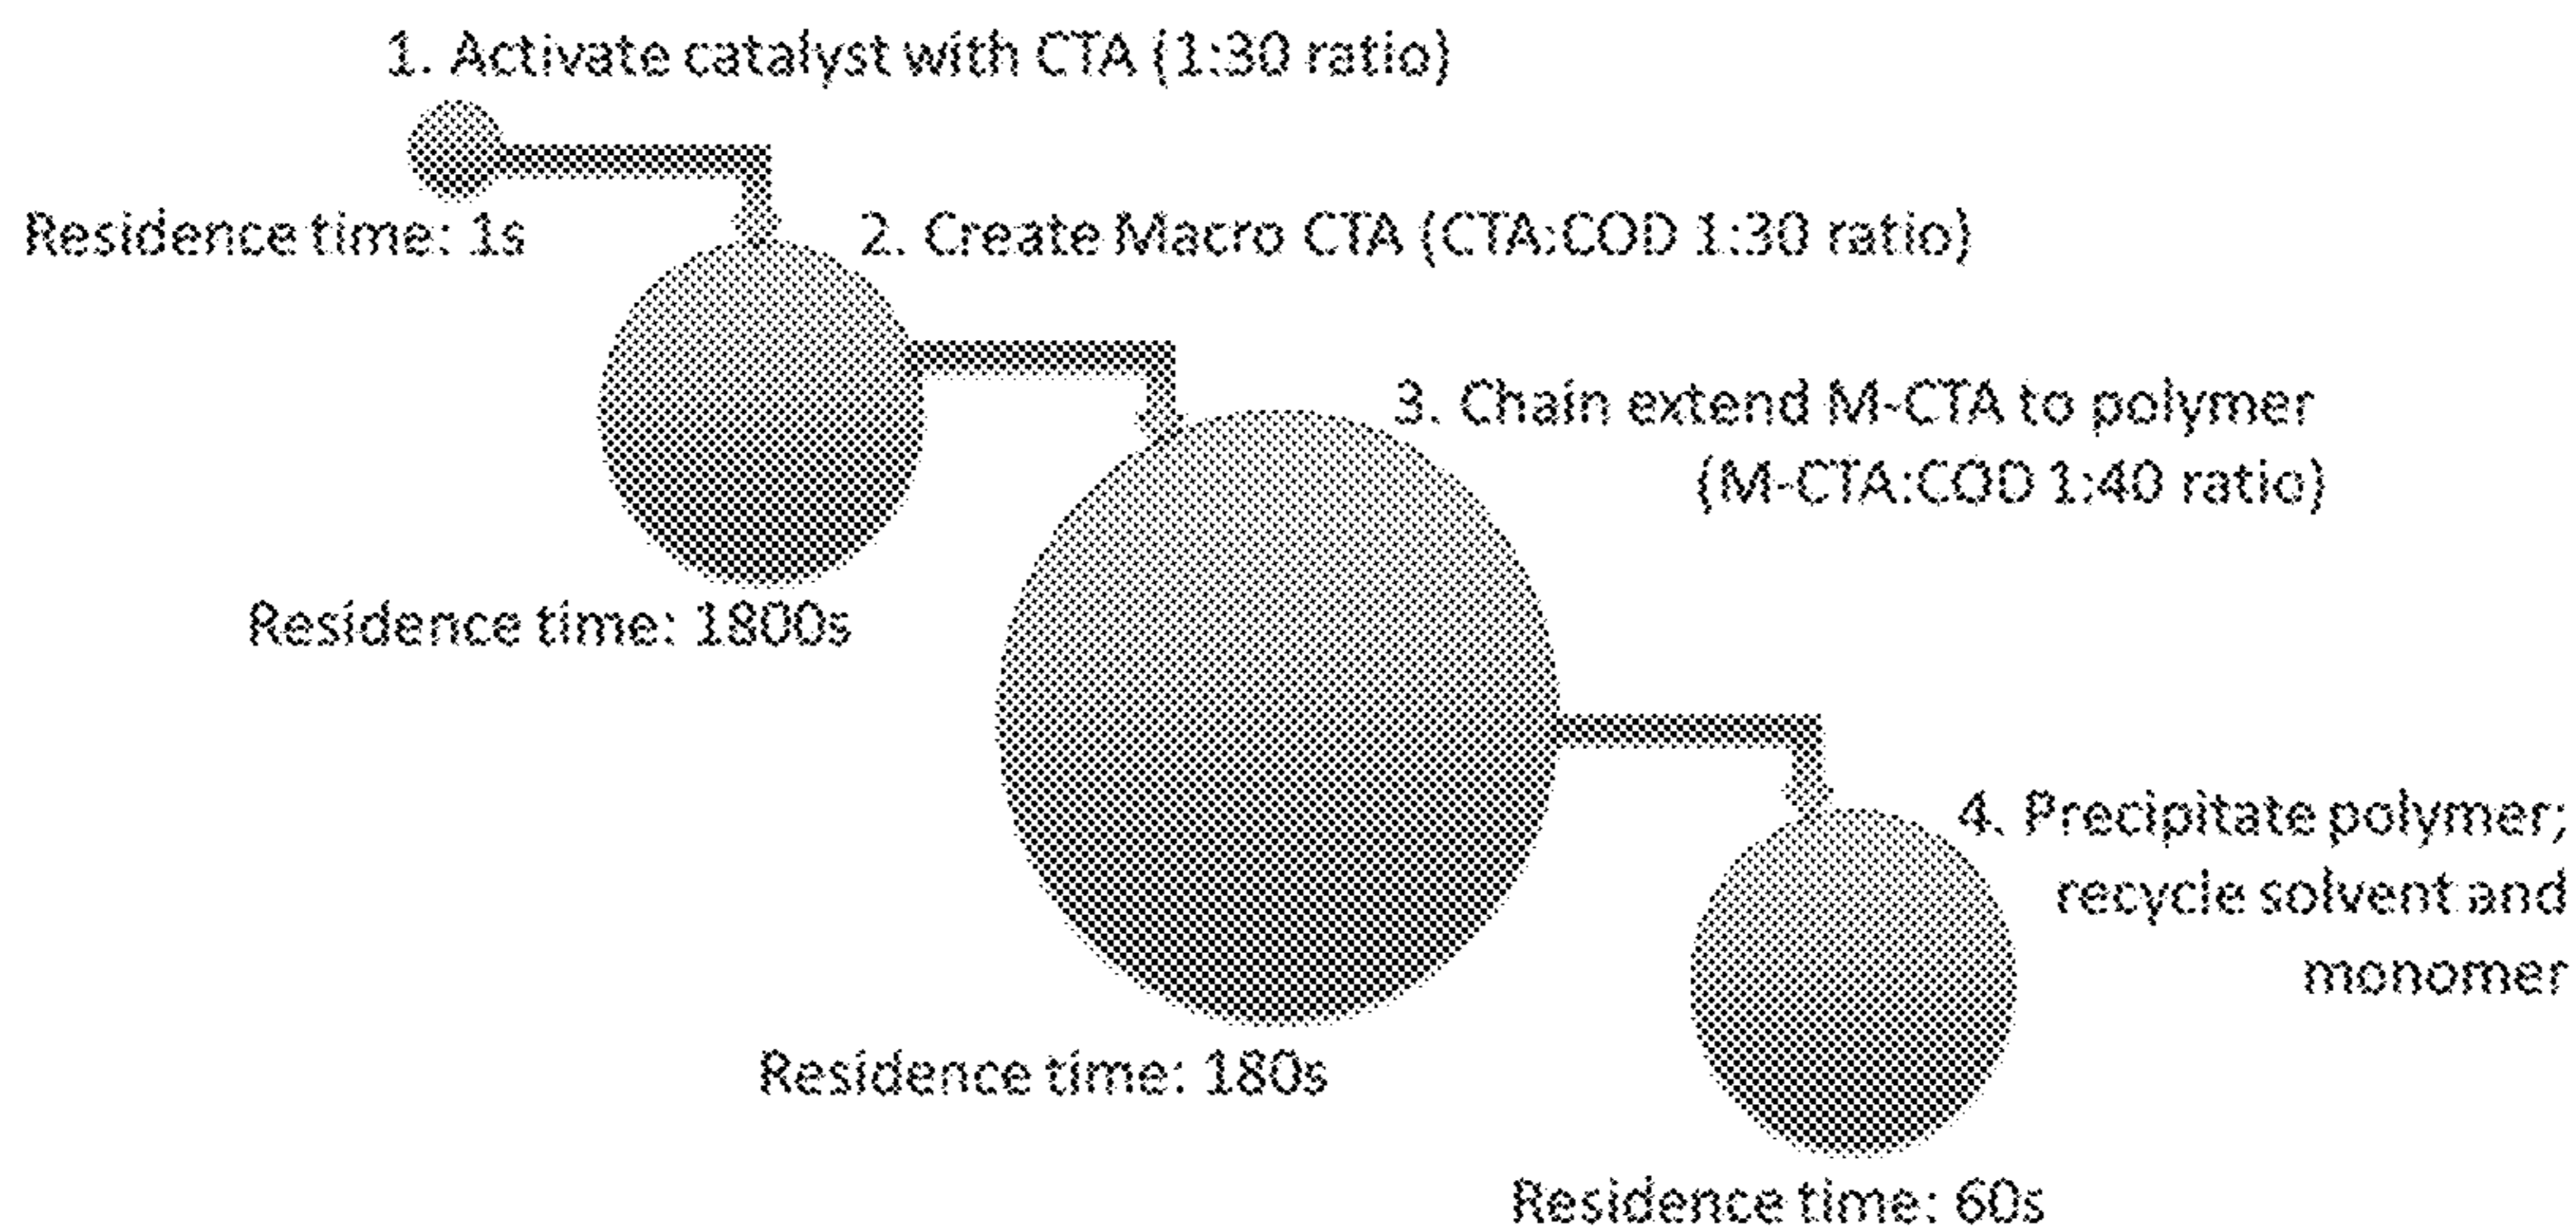 1. Activate catalyst with CTA (1:30 ratio)
Residence time: 1s
2. Create Macro CTA (CTA:COD 1:30 ratio)
Residence time: 1800s
3. Chain extend M-CTA to polymer
(M-CTA:COD 1:40 ratio)
Residence time: 180s
4. Precipitate polymer;
recycle solvent and
monomer
Residence time: 60s